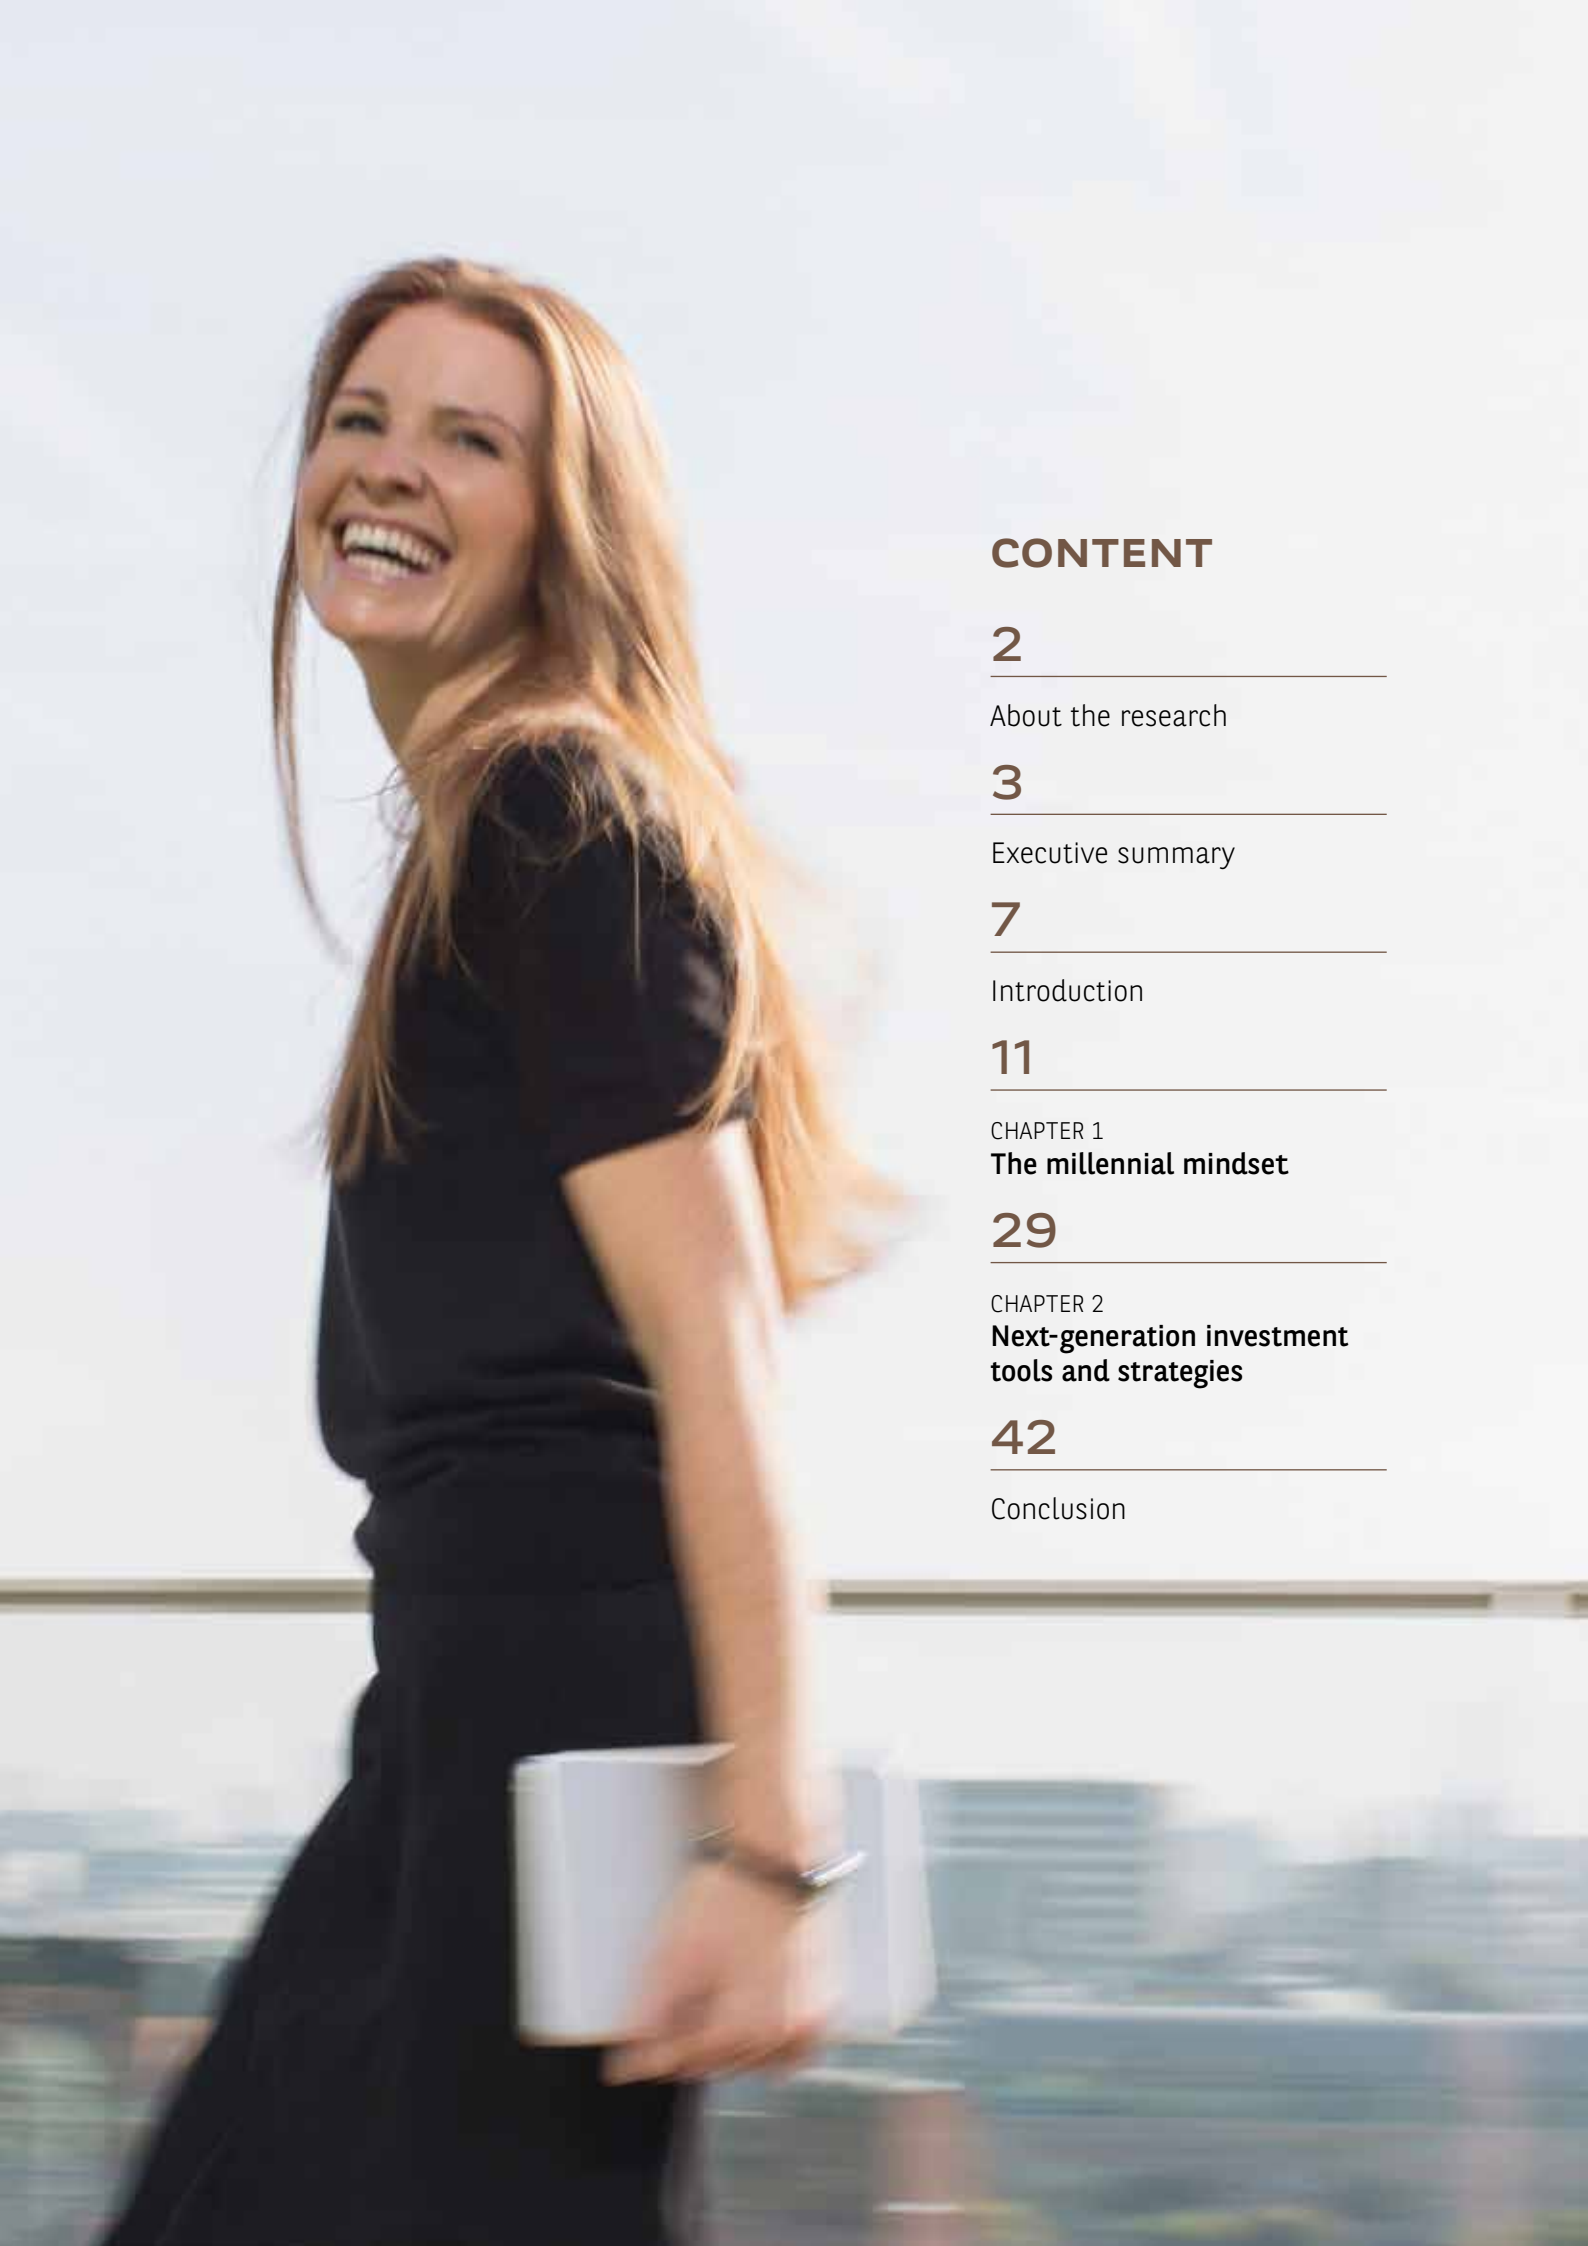 CONTENT
2
About the research
3
Executive summary
7
Introduction
11
CHAPTER 1
The millennial mindset
29
CHAPTER 2
Next-generation investment
tools and strategies
42
Conclusion